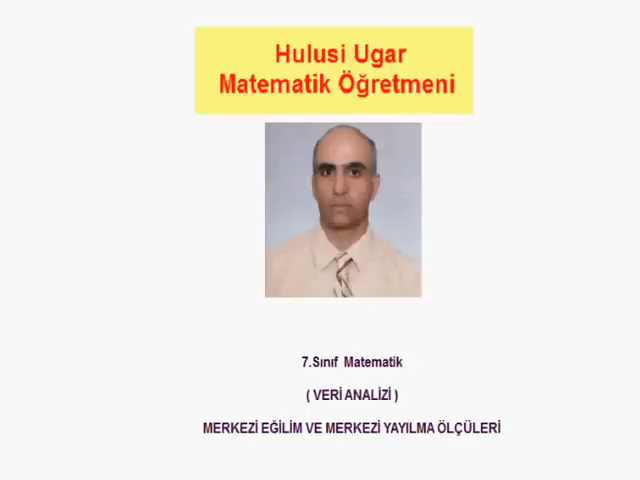 Hulusi Ugar
Matematik Öğretmeni
7.Sınıf Matematik
( VERİ ANALİZİ )
MERKEZİ EĞİLİM VE MERKEZİ YAYILMA ÖLÇÜLERİ